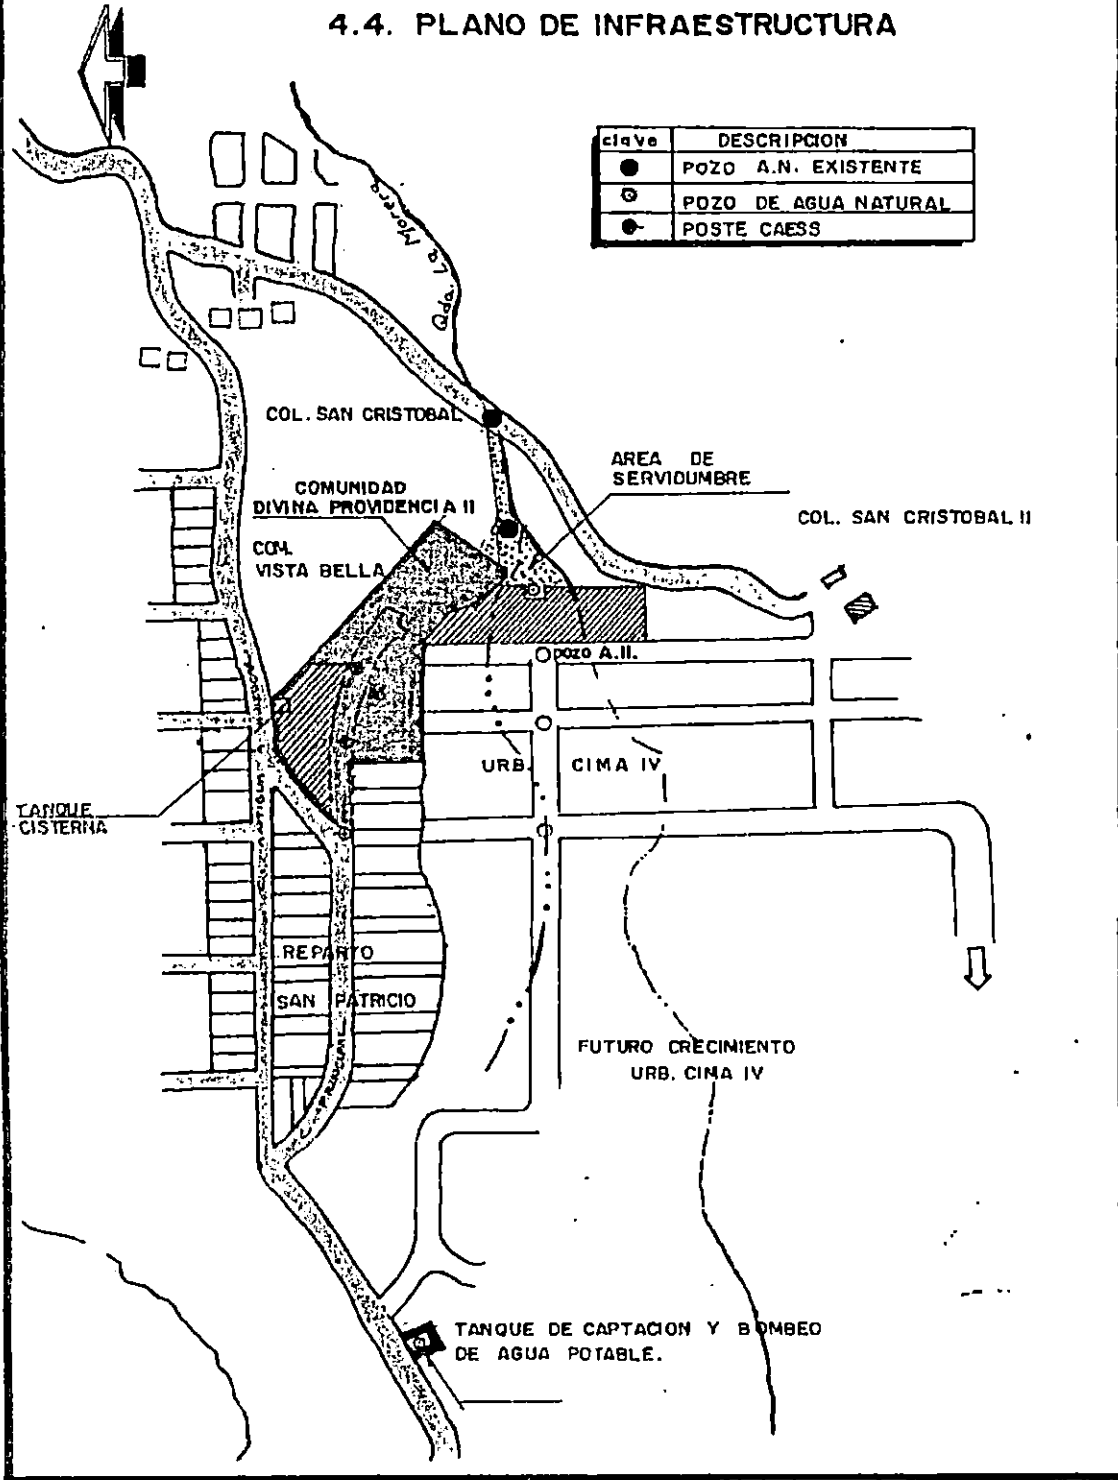 4.4. PLANO DE INFRAESTRUCTURA
clave DESCRIPCION
POZO A.N. EXISTENTE
POZO DE AGUA NATURAL
POSTE CAESS
Qda. La Morera
COL. SAN CRISTOBAL
AREA DE
SERVIDUMBRE
COMUNIDAD
DIVINA PROVIDENCIA II
COL. SAN CRISTOBAL II
COM.
VISTA BELLA
pozo A.II.
URB. CIMA IV
TANQUE
CISTERNA
REPARTO
SAN PATRICIO
FUTURO CRECIMIENTO
URB. CIMA IV
TANQUE DE CAPTACION Y BOMBEO
DE AGUA POTABLE.